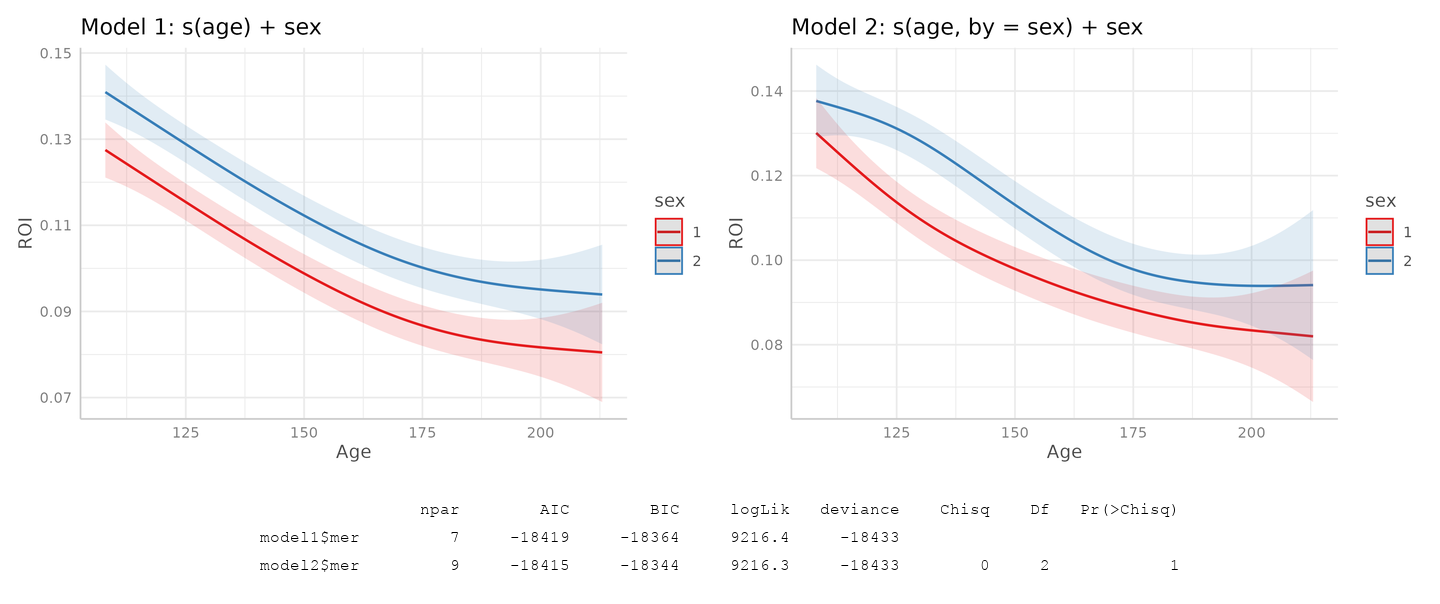 Model 1: s(age) + sex
0.15
0.13
0.11
0.09
0.07
ROI
125 150 175 200
Age
sex
1
2
Model 2: s(age, by = sex) + sex
0.14
0.12
0.10
0.08
ROI
125 150 175 200
Age
sex
1
2
npar AIC BIC logLik deviance Chisq Df Pr(>Chisq)
model1$mer 7 -18419 -18364 9216.4 -18433
model2$mer 9 -18415 -18344 9216.3 -18433 0 2 1